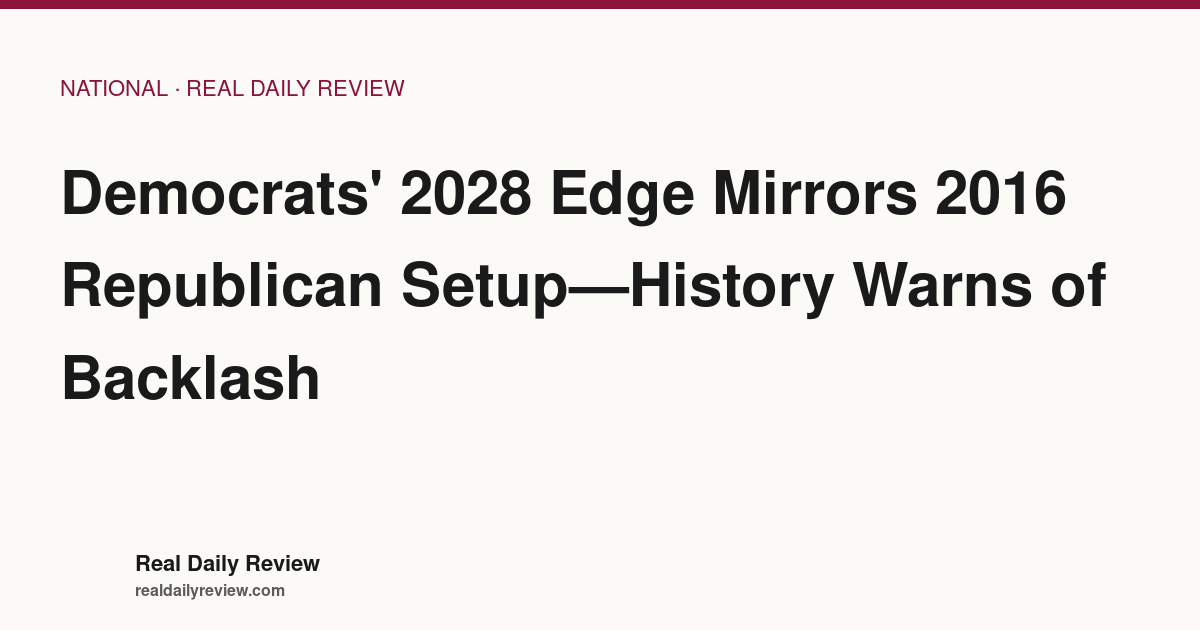 NATIONAL · REAL DAILY REVIEW
Democrats' 2028 Edge Mirrors 2016
Republican Setup—History Warns of
Backlash
Real Daily Review
realdailyreview.com